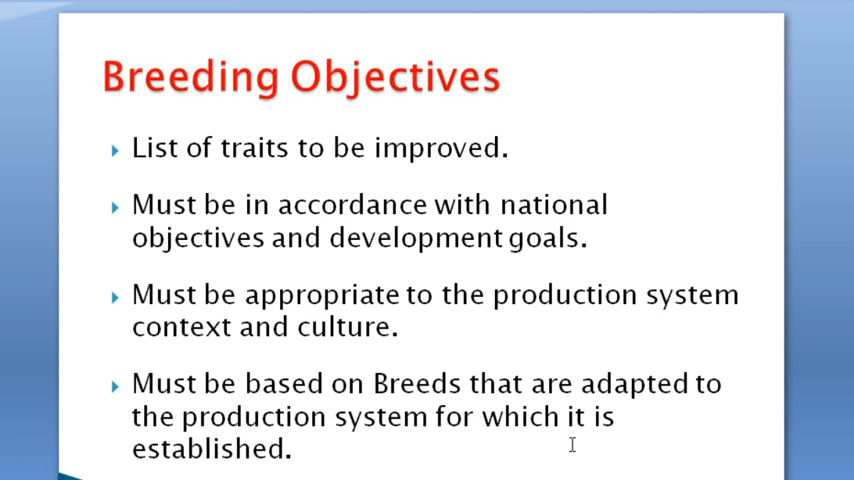 Breeding Objectives
List of traits to be improved.
Must be in accordance with national
objectives and development goals.
Must be appropriate to the production system
context and culture.
Must be based on Breeds that are adapted to
the production system for which it is
established.